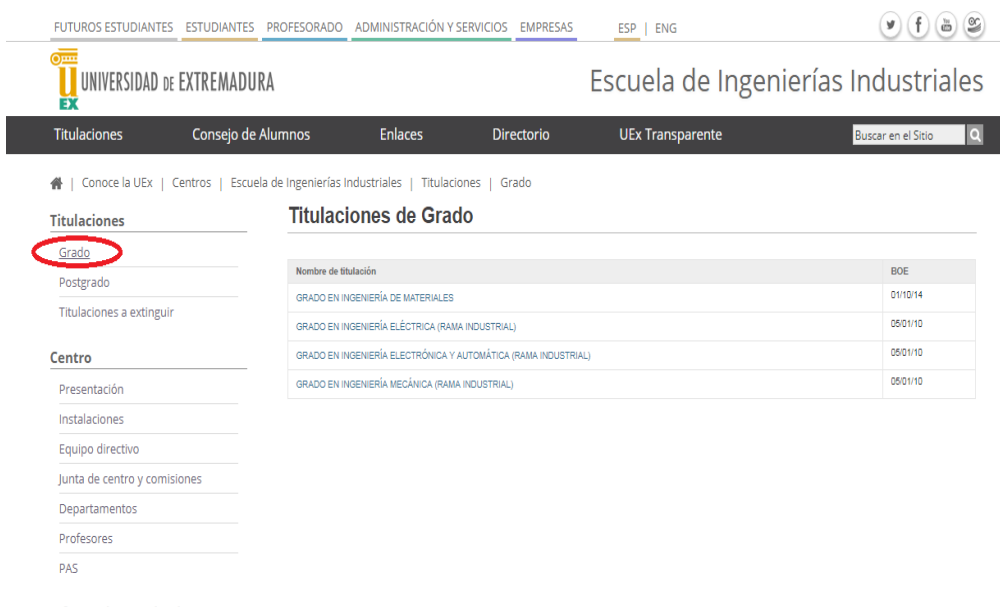 FUTUROS ESTUDIANTES ESTUDIANTES PROFESORADO ADMINISTRACIÓN Y SERVICIOS EMPRESAS ESP | ENG
UEX UNIVERSIDAD DE EXTREMADURA
Escuela de Ingenierías Industriales
Titulaciones Consejo de Alumnos Enlaces Directorio UEx Transparente Buscar en el Sitio
| Conoce la UEx | Centros | Escuela de Ingenierías Industriales | Titulaciones | Grado
Titulaciones
Grado
Postgrado
Titulaciones a extinguir
Centro
Presentación
Instalaciones
Equipo directivo
Junta de centro y comisiones
Departamentos
Profesores
PAS
Titulaciones de Grado
Nombre de titulación BOE
GRADO EN INGENIERÍA DE MATERIALES 01/10/14
GRADO EN INGENIERÍA ELÉCTRICA (RAMA INDUSTRIAL) 05/01/10
GRADO EN INGENIERÍA ELECTRÓNICA Y AUTOMÁTICA (RAMA INDUSTRIAL) 05/01/10
GRADO EN INGENIERÍA MECÁNICA (RAMA INDUSTRIAL) 05/01/10